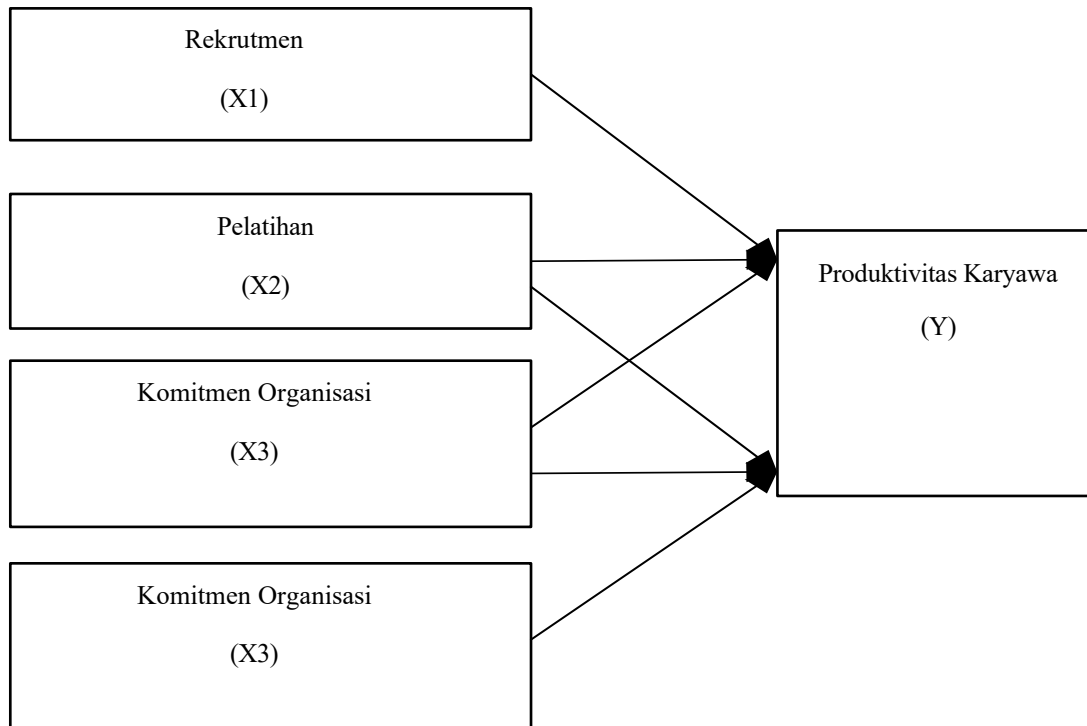 Rekrutmen
(X1)
Pelatihan
(X2)
Komitmen Organisasi
(X3)
Komitmen Organisasi
(X3)
Produktivitas Karyawa
(Y)